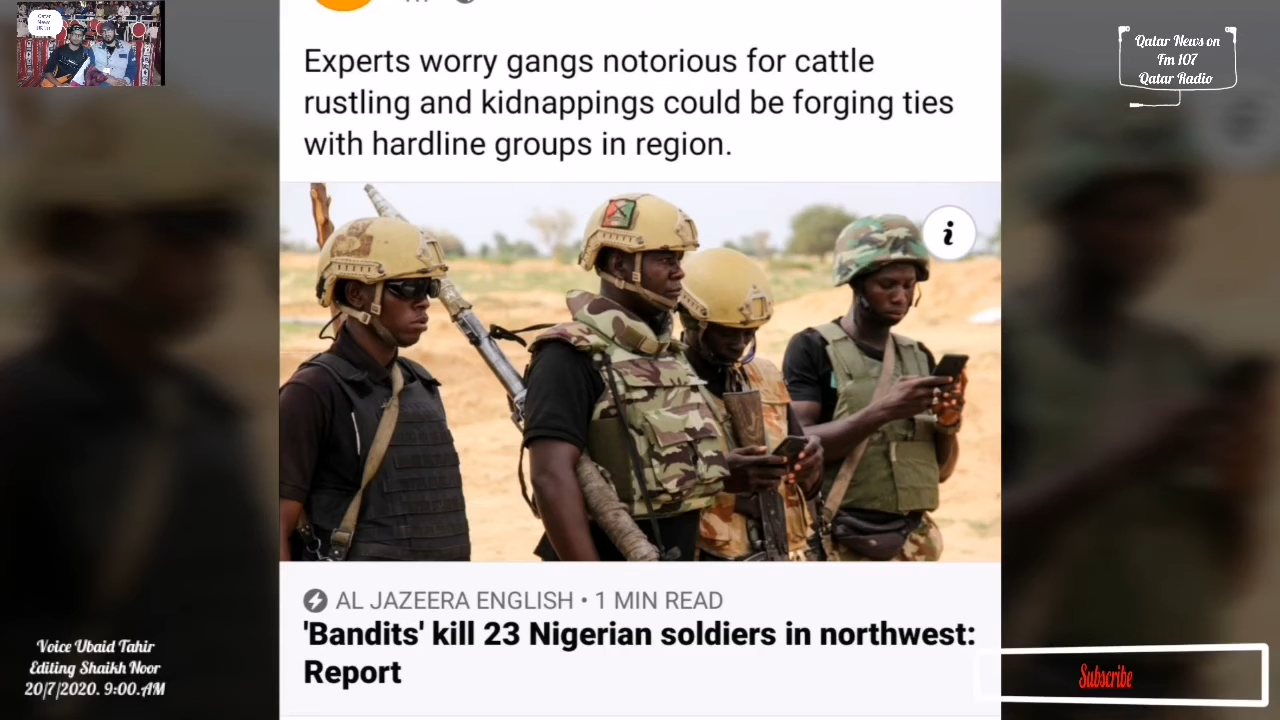 Qatar
News
Qatar News on
Fm 107
Qatar Radio
Experts worry gangs notorious for cattle
rustling and kidnappings could be forging ties
with hardline groups in region.
i
AL JAZEERA ENGLISH • 1 MIN READ
'Bandits' kill 23 Nigerian soldiers in northwest:
Report
Voice Ubaid Tahir
Editing Shaikh Noor
20/7/2020. 9:00.AM
Subscribe